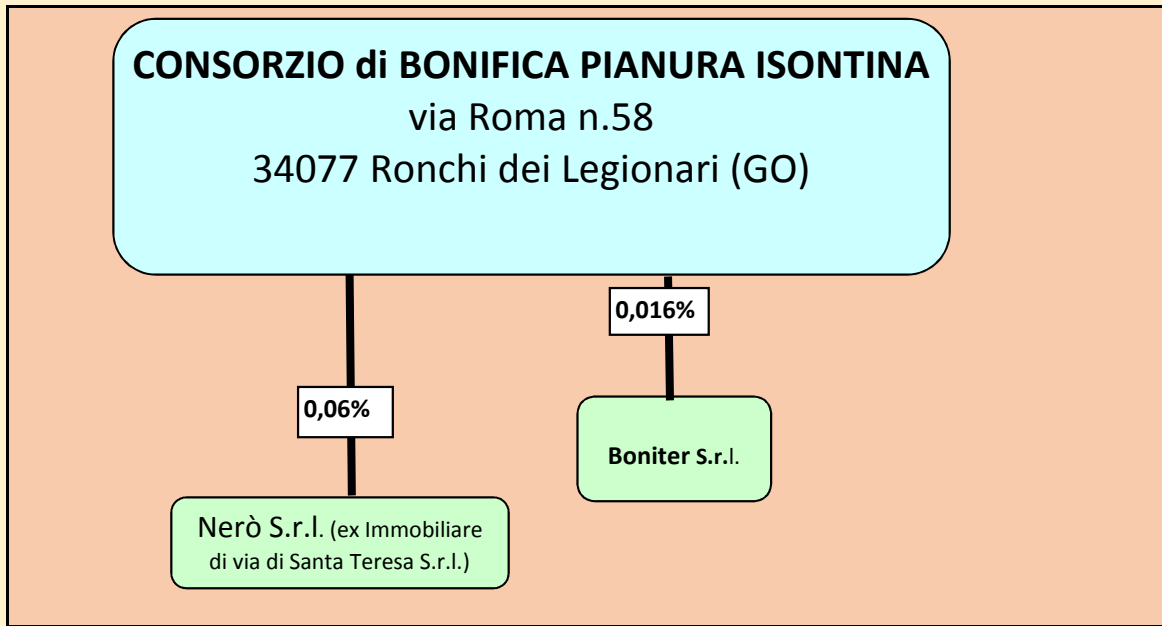 CONSORZIO di BONIFICA PIANURA ISONTINA
via Roma n.58
34077 Ronchi dei Legionari (GO)
0,016%
0,06%
Boniter S.r.l.
Nerò S.r.l. (ex Immobiliare
di via di Santa Teresa S.r.l.)